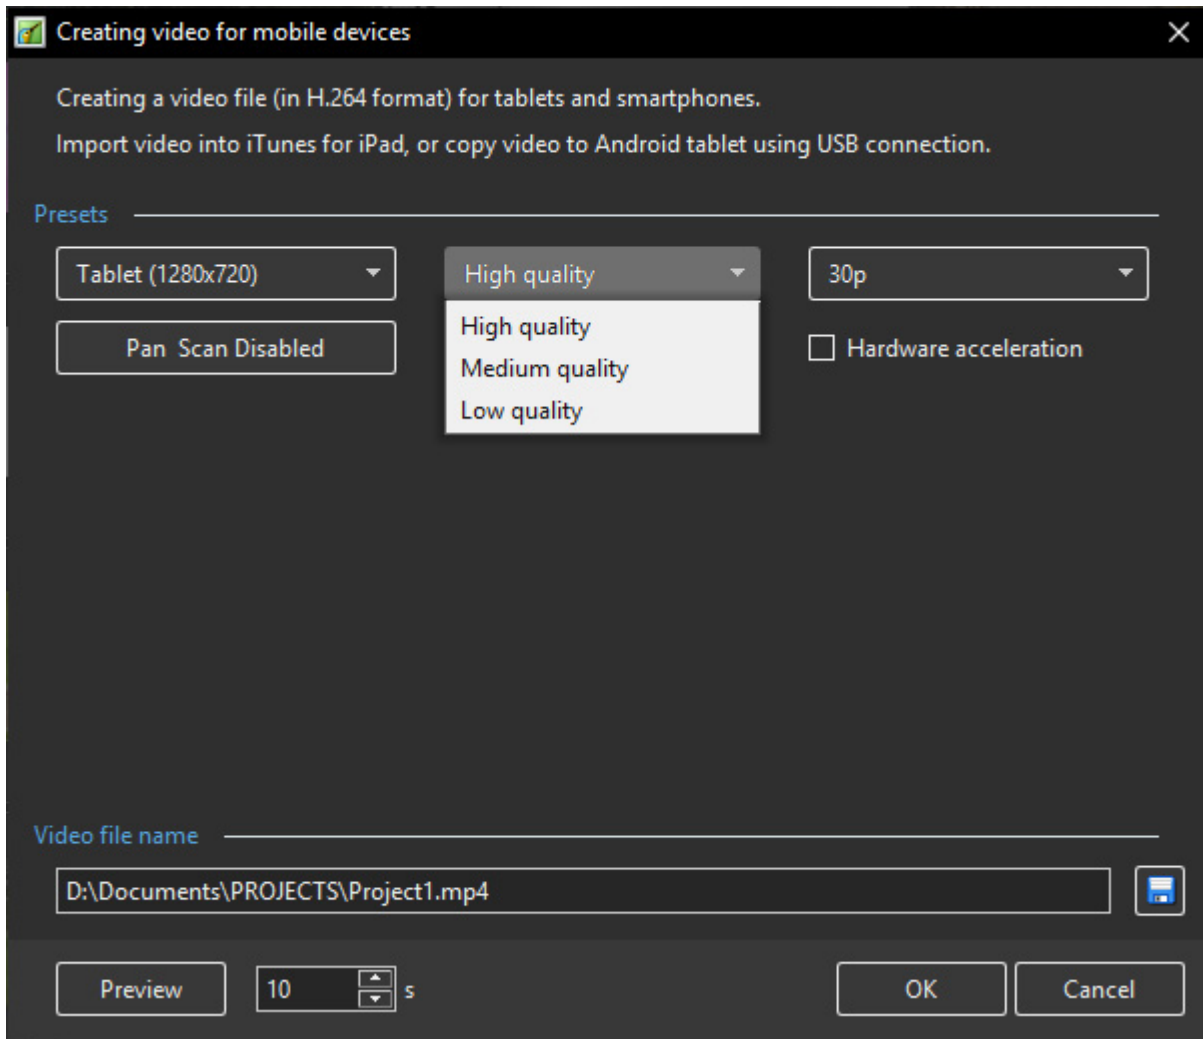 Creating video for mobile devices
Creating a video file (in H.264 format) for tablets and smartphones.
Import video into iTunes for iPad, or copy video to Android tablet using USB connection.
Presets
Tablet (1280x720)
High quality
30p
Pan Scan Disabled
High quality
Medium quality
Low quality
Hardware acceleration
Video file name
D:\Documents\PROJECTS\Project1.mp4
Preview
10
s
OK
Cancel